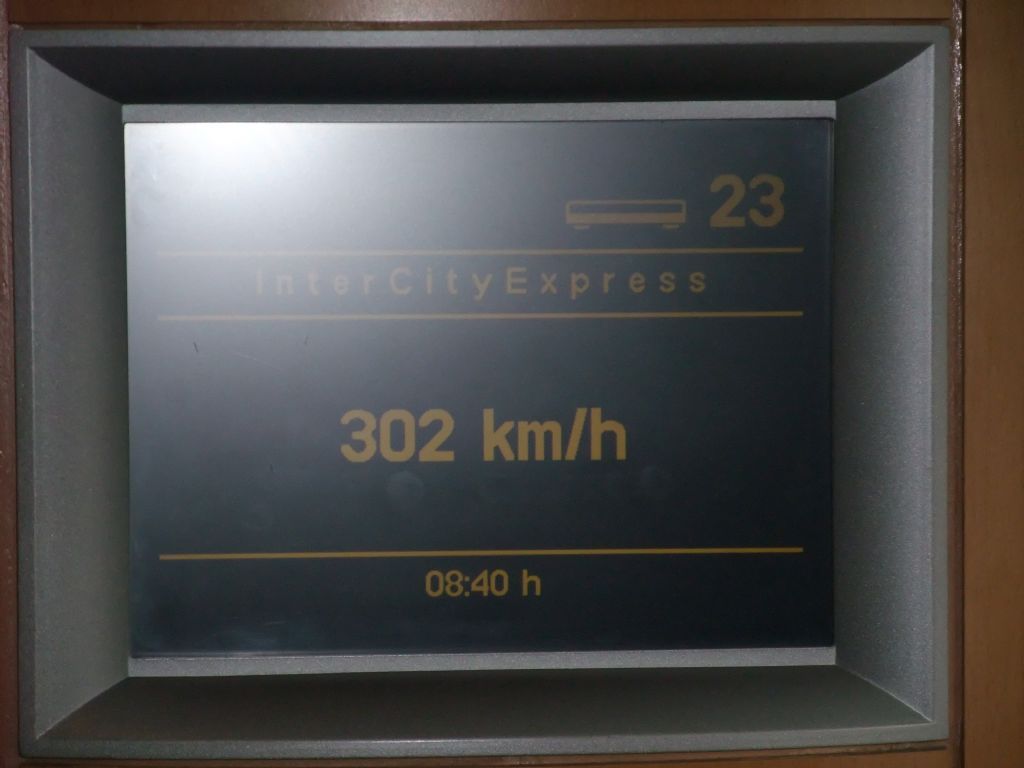 23
InterCityExpress
302 km/h
08:40 h